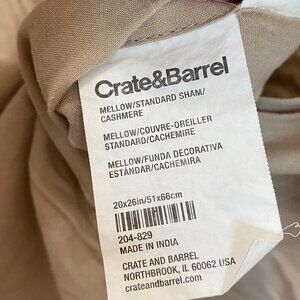 Crate&Barrel
MELLOW/STANDARD SHAM/
CASHMERE
MELLOW/COUVRE-OREILLER
STANDARD/CACHEMIRE
MELLOW/FUNDA DECORATIVA
ESTÁNDAR/CACHEMIRA
20x26in/51x66cm
204-829
MADE IN INDIA
CRATE AND BARREL
NORTHBROOK, IL 60062 USA
crateandbarrel.com